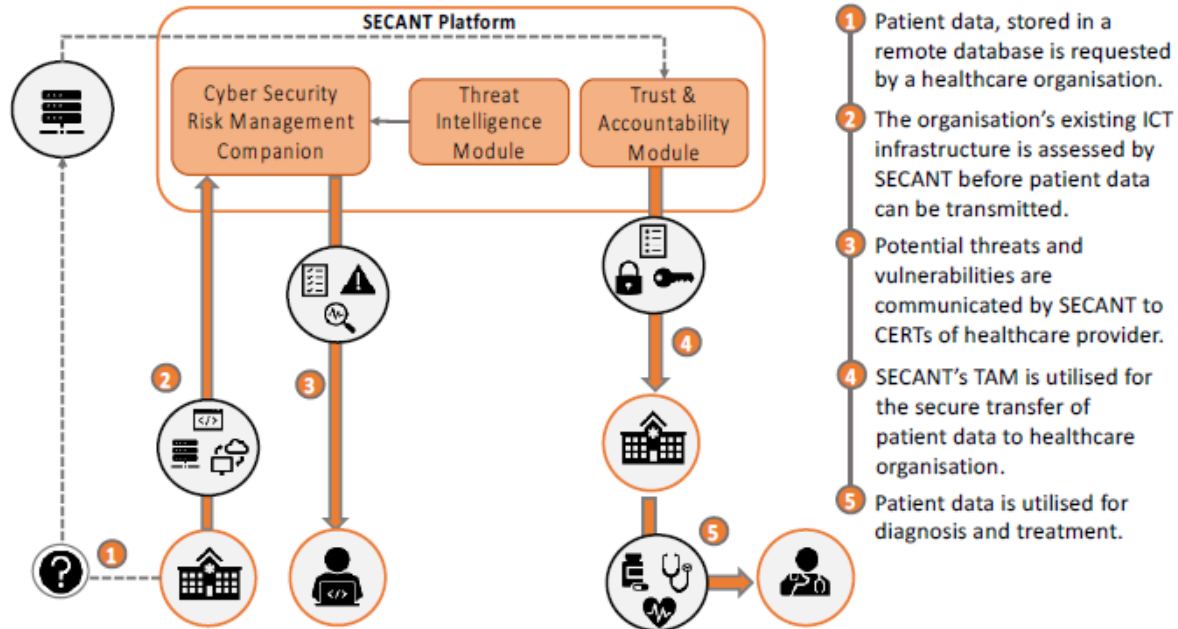 SECANT Platform
Cyber Security
Risk Management
Companion
Threat
Intelligence
Module
Trust &
Accountability
Module
2
3
4
1
5
?
</>
</>
1 Patient data, stored in a
remote database is requested
by a healthcare organisation.
2 The organisation's existing ICT
infrastructure is assessed by
SECANT before patient data
can be transmitted.
3 Potential threats and
vulnerabilities are
communicated by SECANT to
CERTs of healthcare provider.
4 SECANT's TAM is utilised for
the secure transfer of
patient data to healthcare
organisation.
5 Patient data is utilised for
diagnosis and treatment.